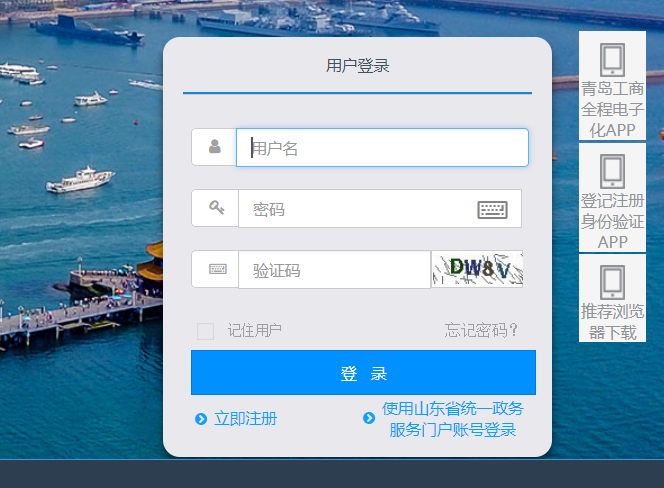 用户登录
用户名
密码
验证码
DW8V
记住用户
忘记密码?
登 录
立即注册
使用山东省统一政务
服务门户账号登录
青岛工商
全程电子
化APP
登记注册
身份验证
APP
推荐浏览
器下载